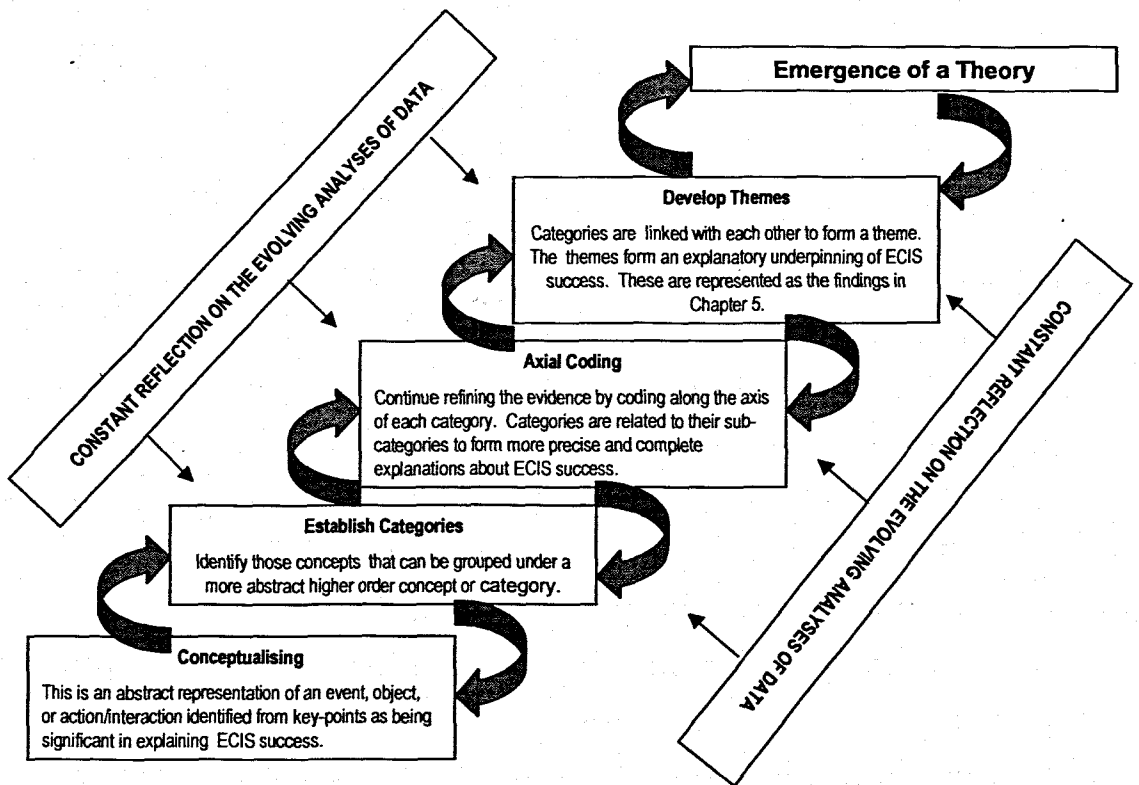 Emergence of a Theory
CONSTANT REFLECTION ON THE EVOLVING ANALYSES OF DATA
Develop Themes
Categories are linked with each other to form a theme.
The themes form an explanatory underpinning of ECIS
success. These are represented as the findings in
Chapter 5.
Axial Coding
Continue refining the evidence by coding along the axis
of each category. Categories are related to their sub-
categories to form more precise and complete
explanations about ECIS success.
CONSTANT REFLECTION ON THE EVOLVING ANALYSES OF DATA
Establish Categories
Identify those concepts that can be grouped under a
more abstract higher order concept or category.
Conceptualising
This is an abstract representation of an event, object,
or action/interaction identified from key-points as being
significant in explaining ECIS success.